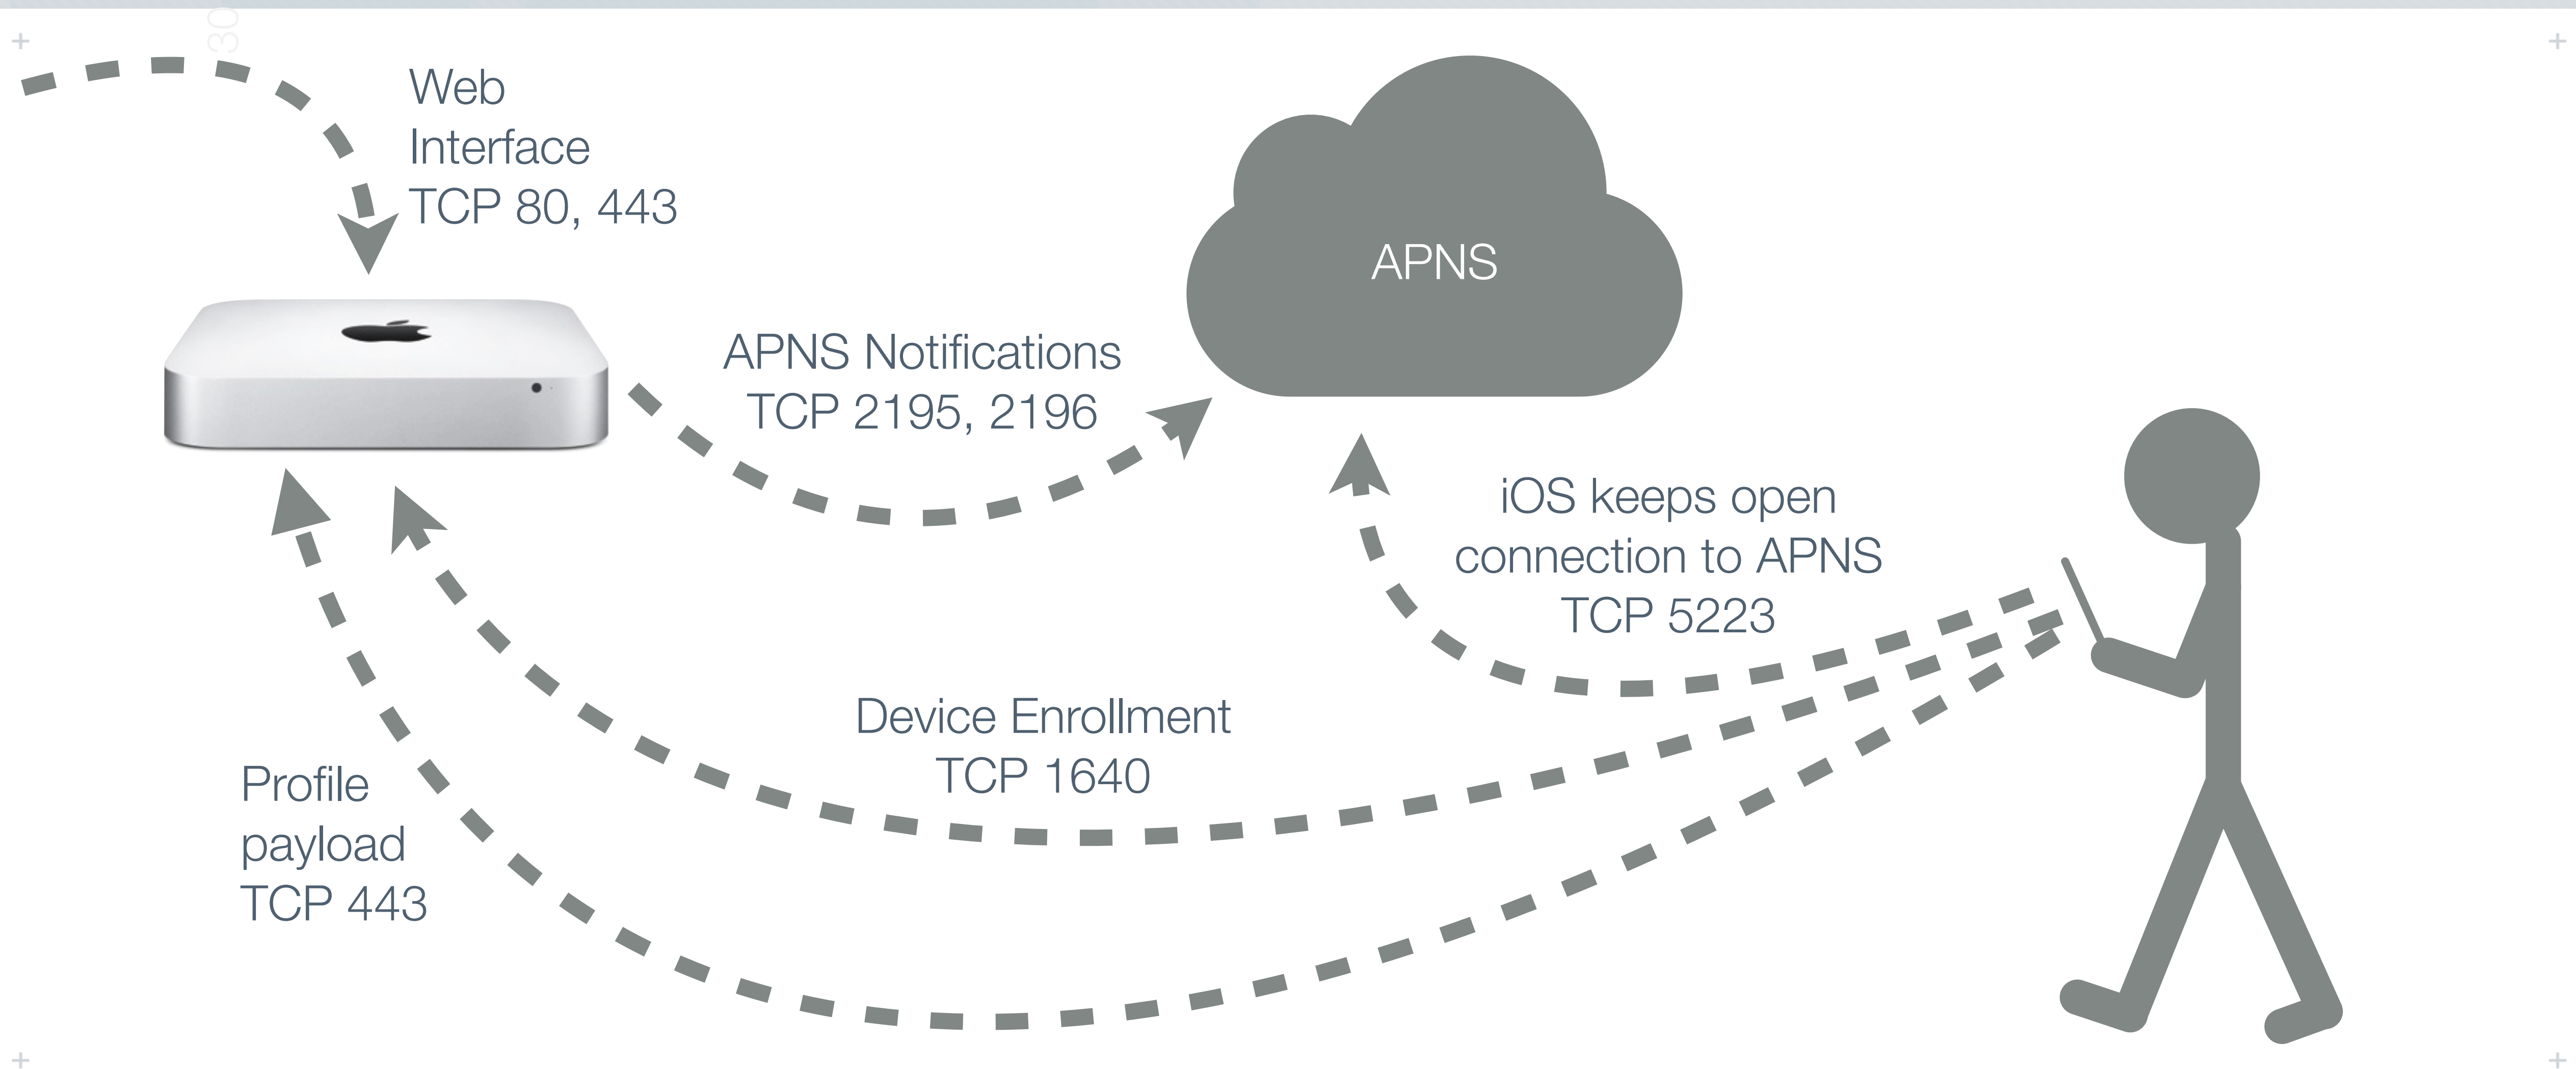 30
Web
Interface
TCP 80, 443
APNS
APNS Notifications
TCP 2195, 2196
iOS keeps open
connection to APNS
TCP 5223
Device Enrollment
TCP 1640
Profile
payload
TCP 443